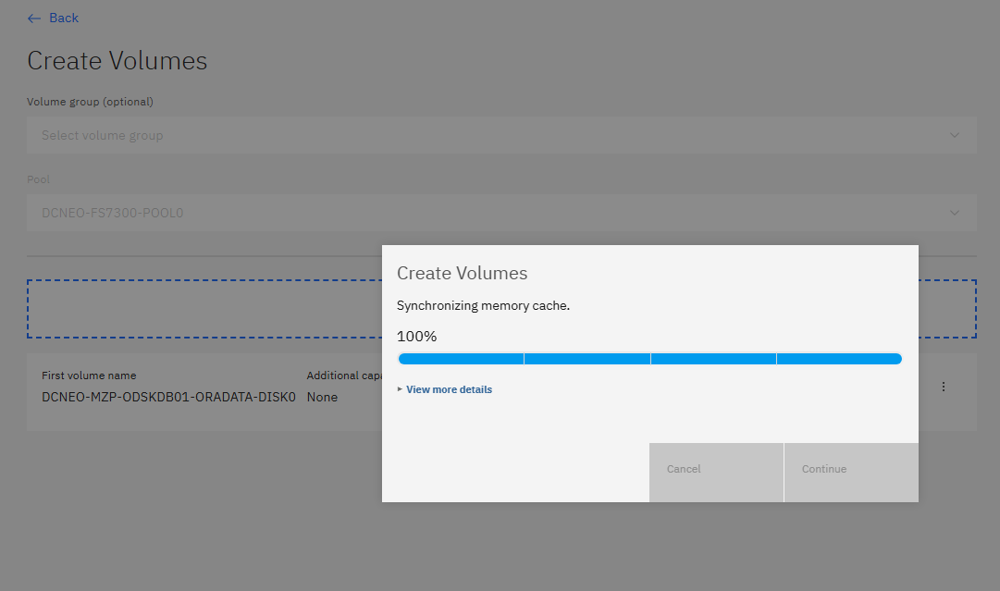 Back
Create Volumes
Volume group (optional)
Select volume group
Pool
DCNEO-FS7300-POOL0
Create Volumes
Synchronizing memory cache.
100%
View more details
Cancel
Continue
First volume name
DCNEO-MZP-ODSKDB01-ORADATA-DISK0
Additional
None